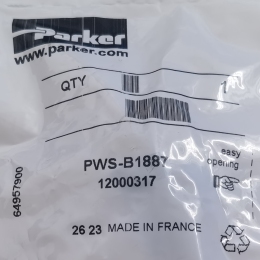 Parker
www.parker.com
QTY 1
PWS-B1887
12000317
easy
opening
64957900
26 23 MADE IN FRANCE